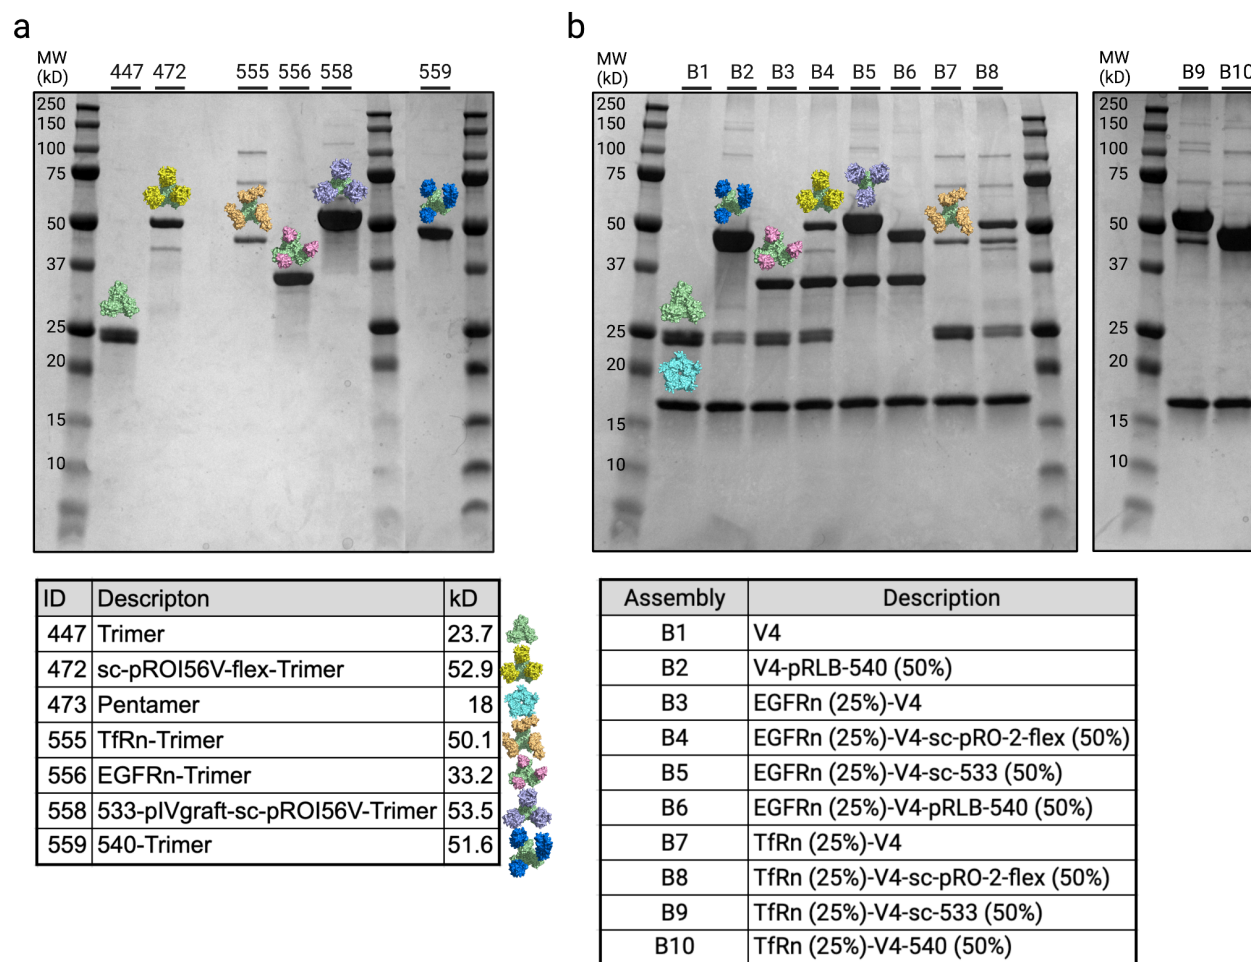 a
MW
(kD)
447 472 555 556 558 559
250
150
100
75
50
37
25
20
15
10
b
MW
(kD)
B1 B2 B3 B4 B5 B6 B7 B8
250
150
100
75
50
37
25
20
15
10
MW
(kD)
B9 B10
250
150
100
75
50
37
25
20
15
10
ID Descripton kD
447 Trimer 23.7
472 sc-pROI56V-flex-Trimer 52.9
473 Pentamer 18
555 TfRn-Trimer 50.1
556 EGFRn-Trimer 33.2
558 533-pIVgraft-sc-pROI56V-Trimer 53.5
559 540-Trimer 51.6
Assembly Description
B1 V4
B2 V4-pRLB-540 (50%)
B3 EGFRn (25%)-V4
B4 EGFRn (25%)-V4-sc-pRO-2-flex (50%)
B5 EGFRn (25%)-V4-sc-533 (50%)
B6 EGFRn (25%)-V4-pRLB-540 (50%)
B7 TfRn (25%)-V4
B8 TfRn (25%)-V4-sc-pRO-2-flex (50%)
B9 TfRn (25%)-V4-sc-533 (50%)
B10 TfRn (25%)-V4-540 (50%)